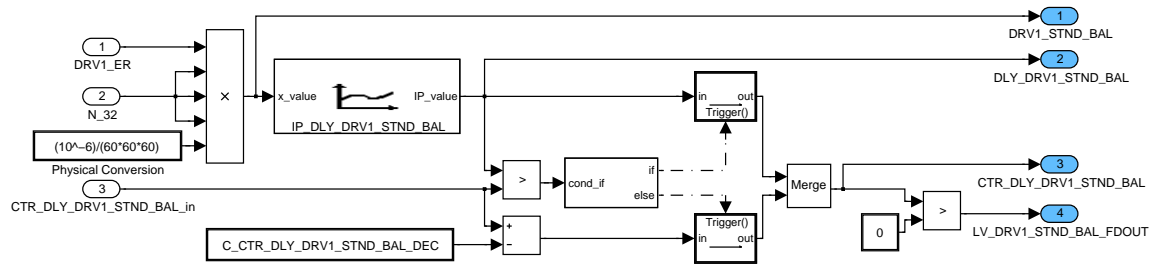 1
DRV1_STND_BAL
1
DRV1_ER
2
DLY_DRV1_STND_BAL
2
N_32
×
x_value
IP_value
IP_DLY_DRV1_STND_BAL
in
out
Trigger()
(10^−6)/(60*60*60)
Physical Conversion
3
CTR_DLY_DRV1_STND_BAL_in
>
cond_if
if
else
Merge
3
CTR_DLY_DRV1_STND_BAL
+
−
Trigger()
in
out
C_CTR_DLY_DRV1_STND_BAL_DEC
0
>
4
LV_DRV1_STND_BAL_FDOUT